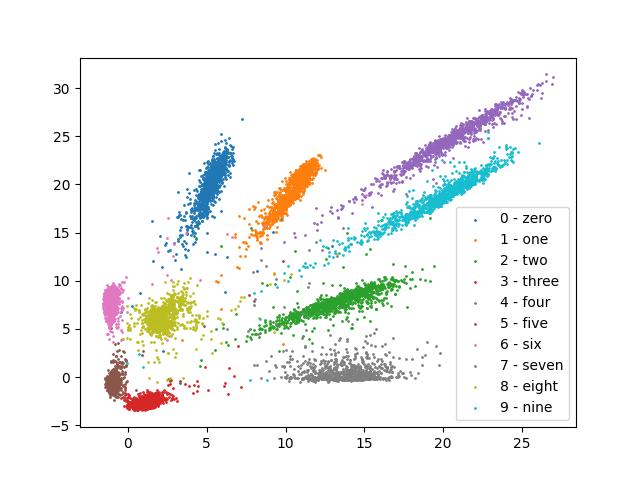 30
25
20
15
10
5
0
−5
0 5 10 15 20 25
0 - zero
1 - one
2 - two
3 - three
4 - four
5 - five
6 - six
7 - seven
8 - eight
9 - nine